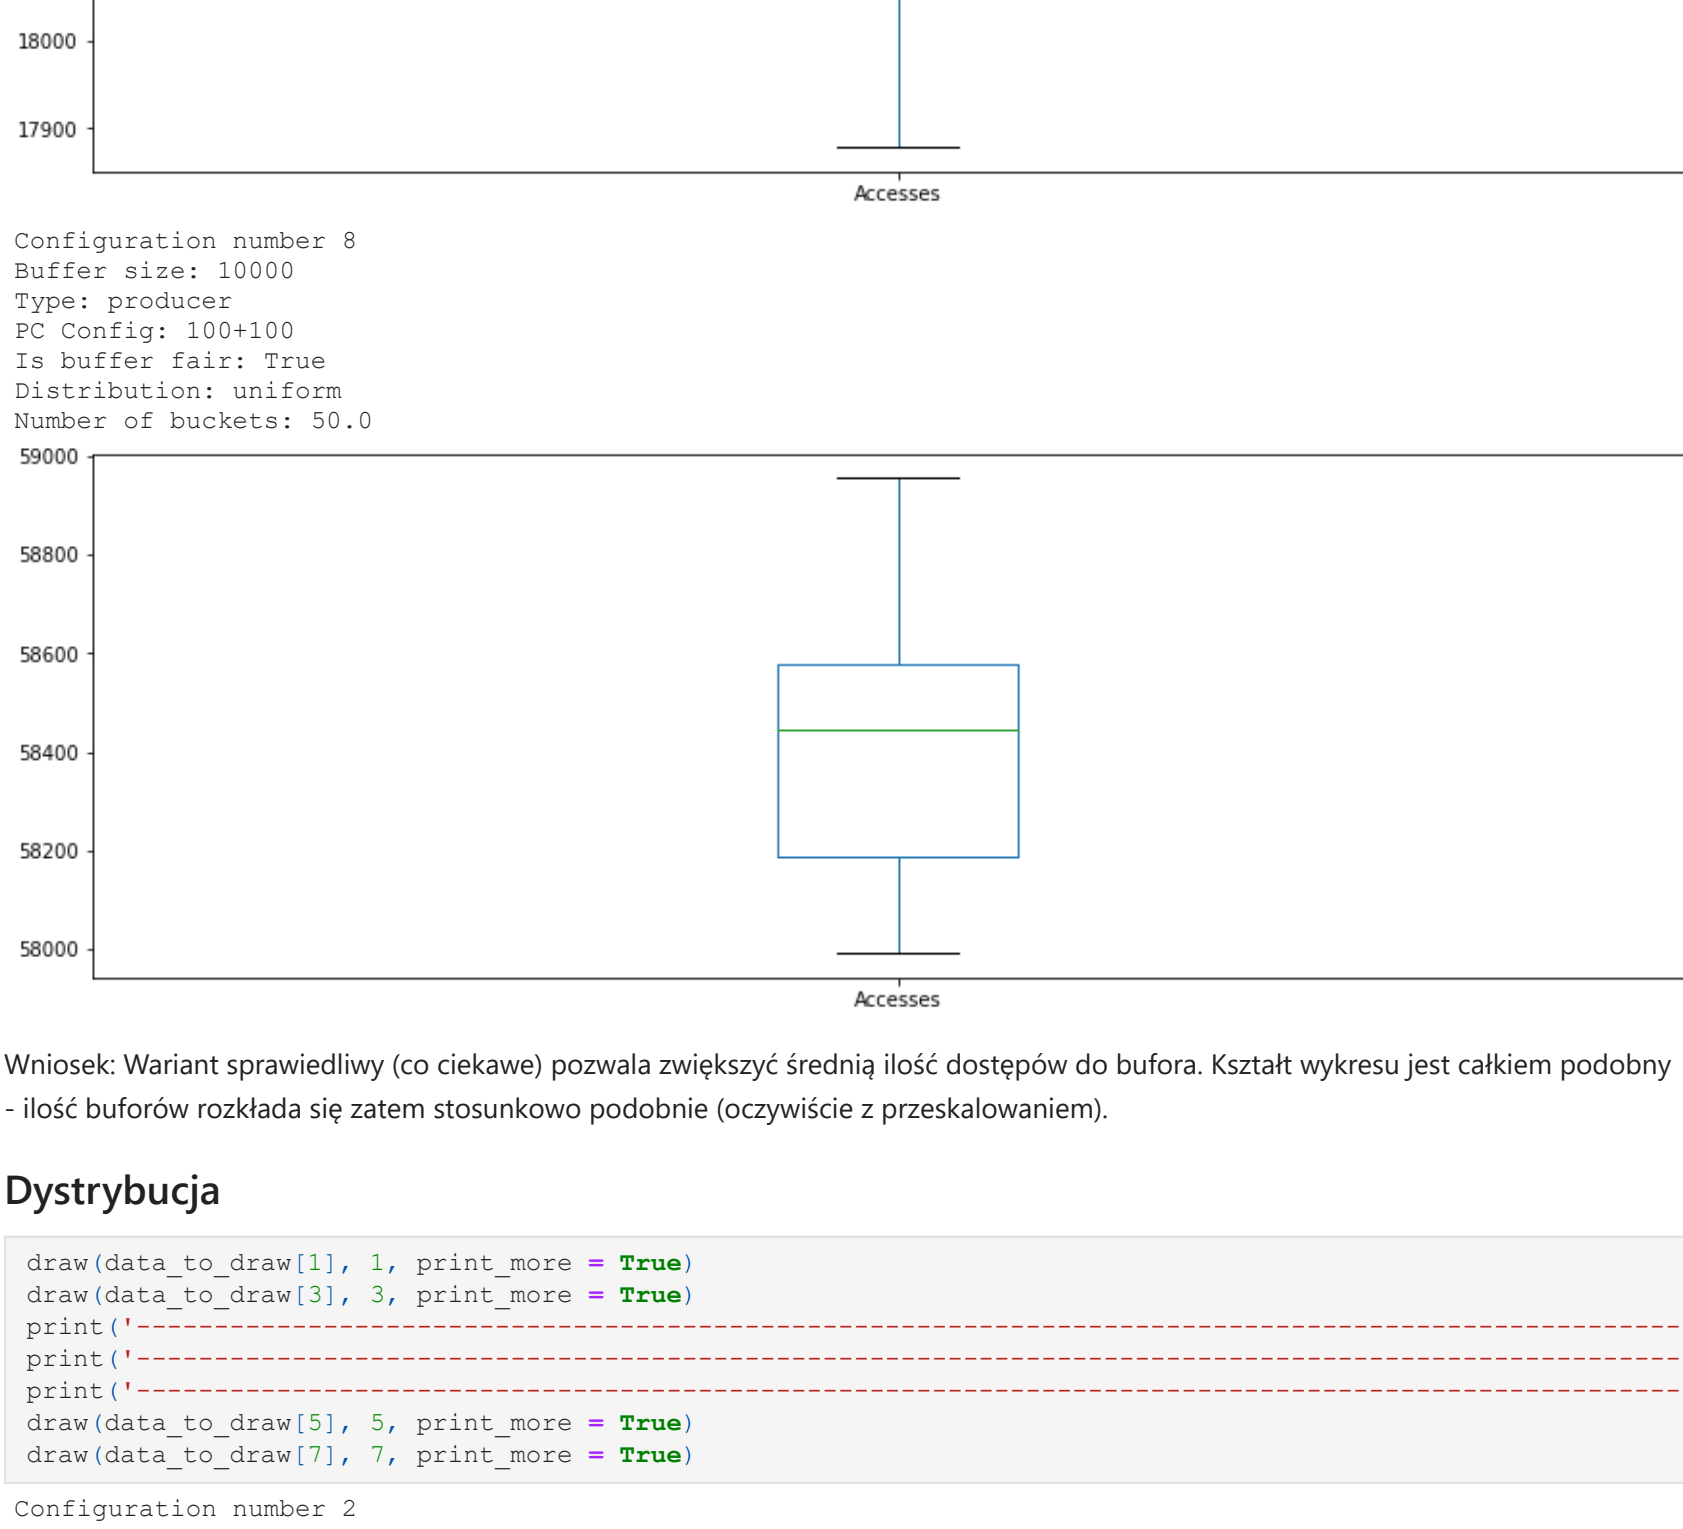 18000
17900
Accesses
Configuration number 8
Buffer size: 10000
Type: producer
PC Config: 100+100
Is buffer fair: True
Distribution: uniform
Number of buckets: 50.0
59000
58800
58600
58400
58200
58000
Accesses
Wniosek: Wariant sprawiedliwy (co ciekawe) pozwala zwiększyć średnią ilość dostępów do bufora. Kształt wykresu jest całkiem podobny
- ilość buforów rozkłada się zatem stosunkowo podobnie (oczywiście z przeskalowaniem).
Dystrybucja
draw(data_to_draw[1], 1, print_more = True)
draw(data_to_draw[3], 3, print_more = True)
print('---------------------------------------------------------------------------------------------------
print('---------------------------------------------------------------------------------------------------
print('---------------------------------------------------------------------------------------------------
draw(data_to_draw[5], 5, print_more = True)
draw(data_to_draw[7], 7, print_more = True)
Configuration number 2